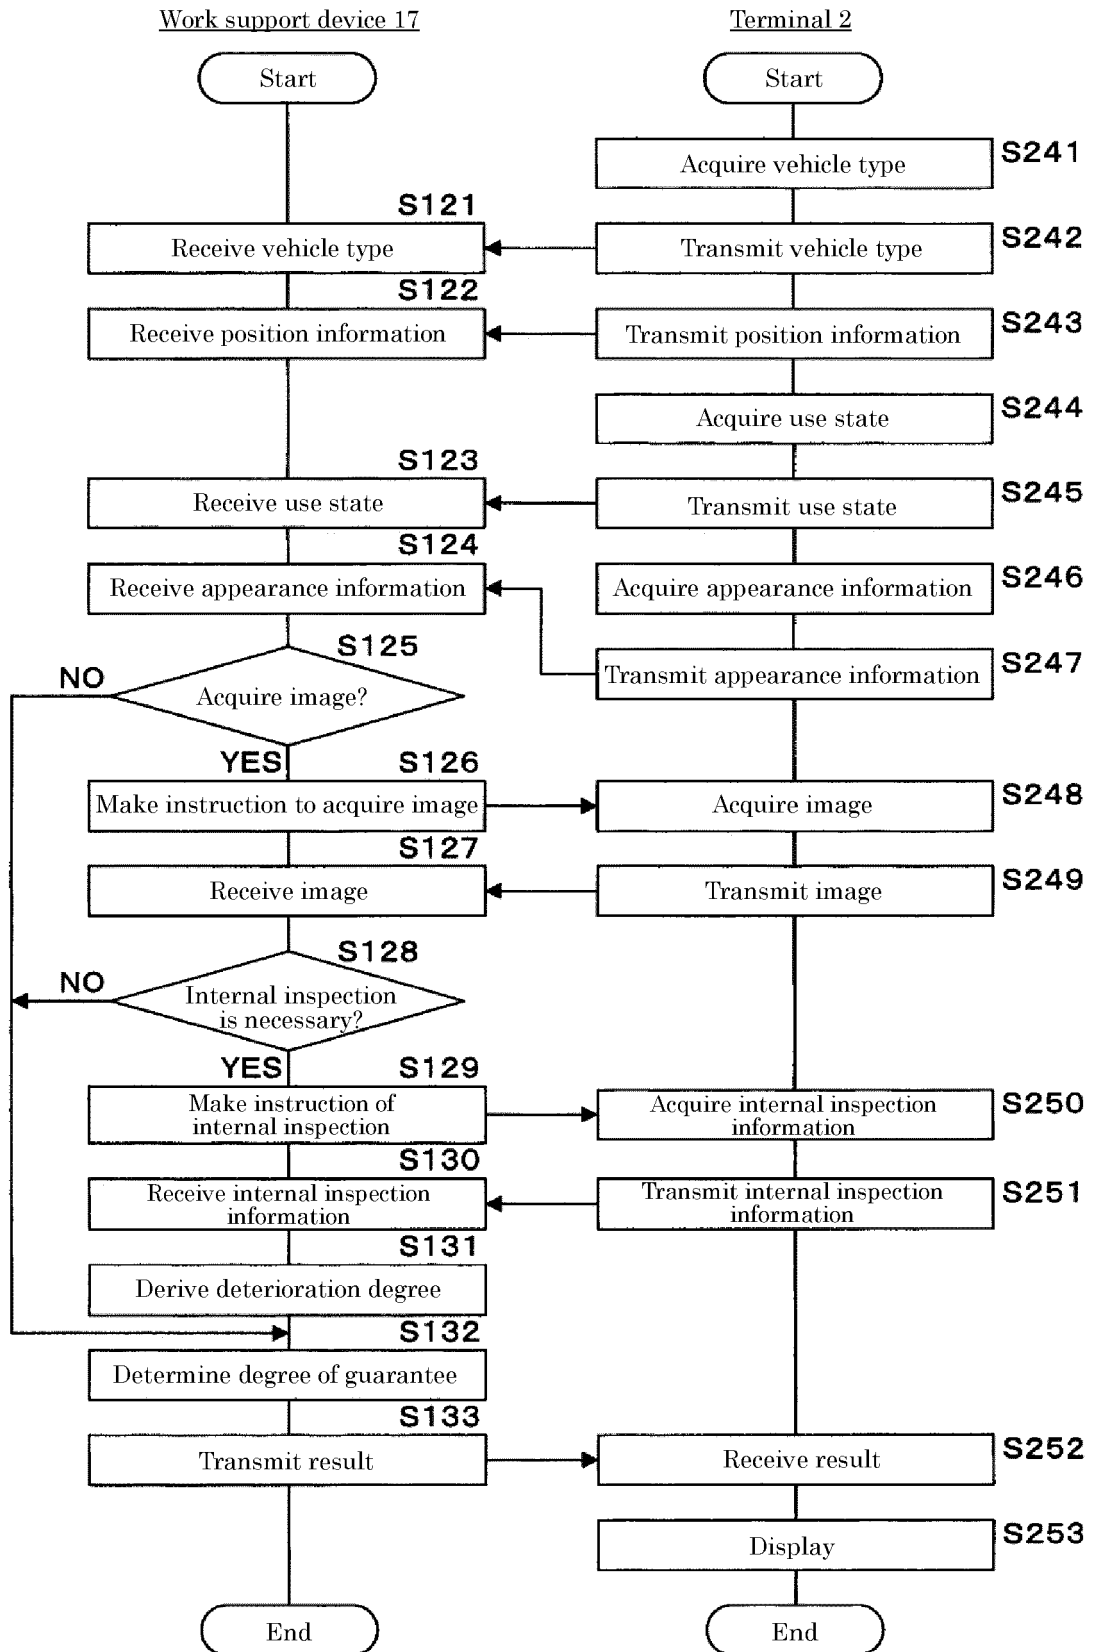 Work support device 17
Terminal 2
Start
Start
Acquire vehicle type
S241
S121
Receive vehicle type
Transmit vehicle type
S242
S122
Receive position information
Transmit position information
S243
Acquire use state
S244
S123
Receive use state
Transmit use state
S245
S124
Receive appearance information
Acquire appearance information
S246
S125
NO
Acquire image?
Transmit appearance information
S247
YES
S126
Make instruction to acquire image
Acquire image
S248
S127
Receive image
Transmit image
S249
S128
NO
Internal inspection
is necessary?
YES
S129
Make instruction of
internal inspection
Acquire internal inspection
information
S250
S130
Receive internal inspection
information
Transmit internal inspection
information
S251
S131
Derive deterioration degree
S132
Determine degree of guarantee
S133
Transmit result
Receive result
S252
Display
S253
End
End